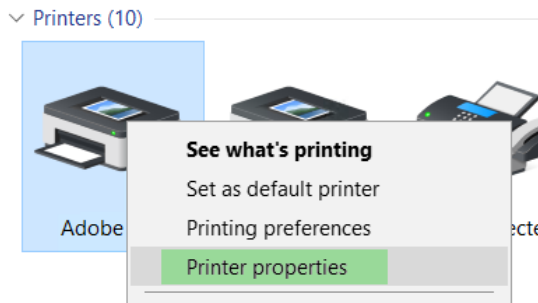 Printers (10)
See what's printing
Set as default printer
Adobe
Printing preferences
Printer properties